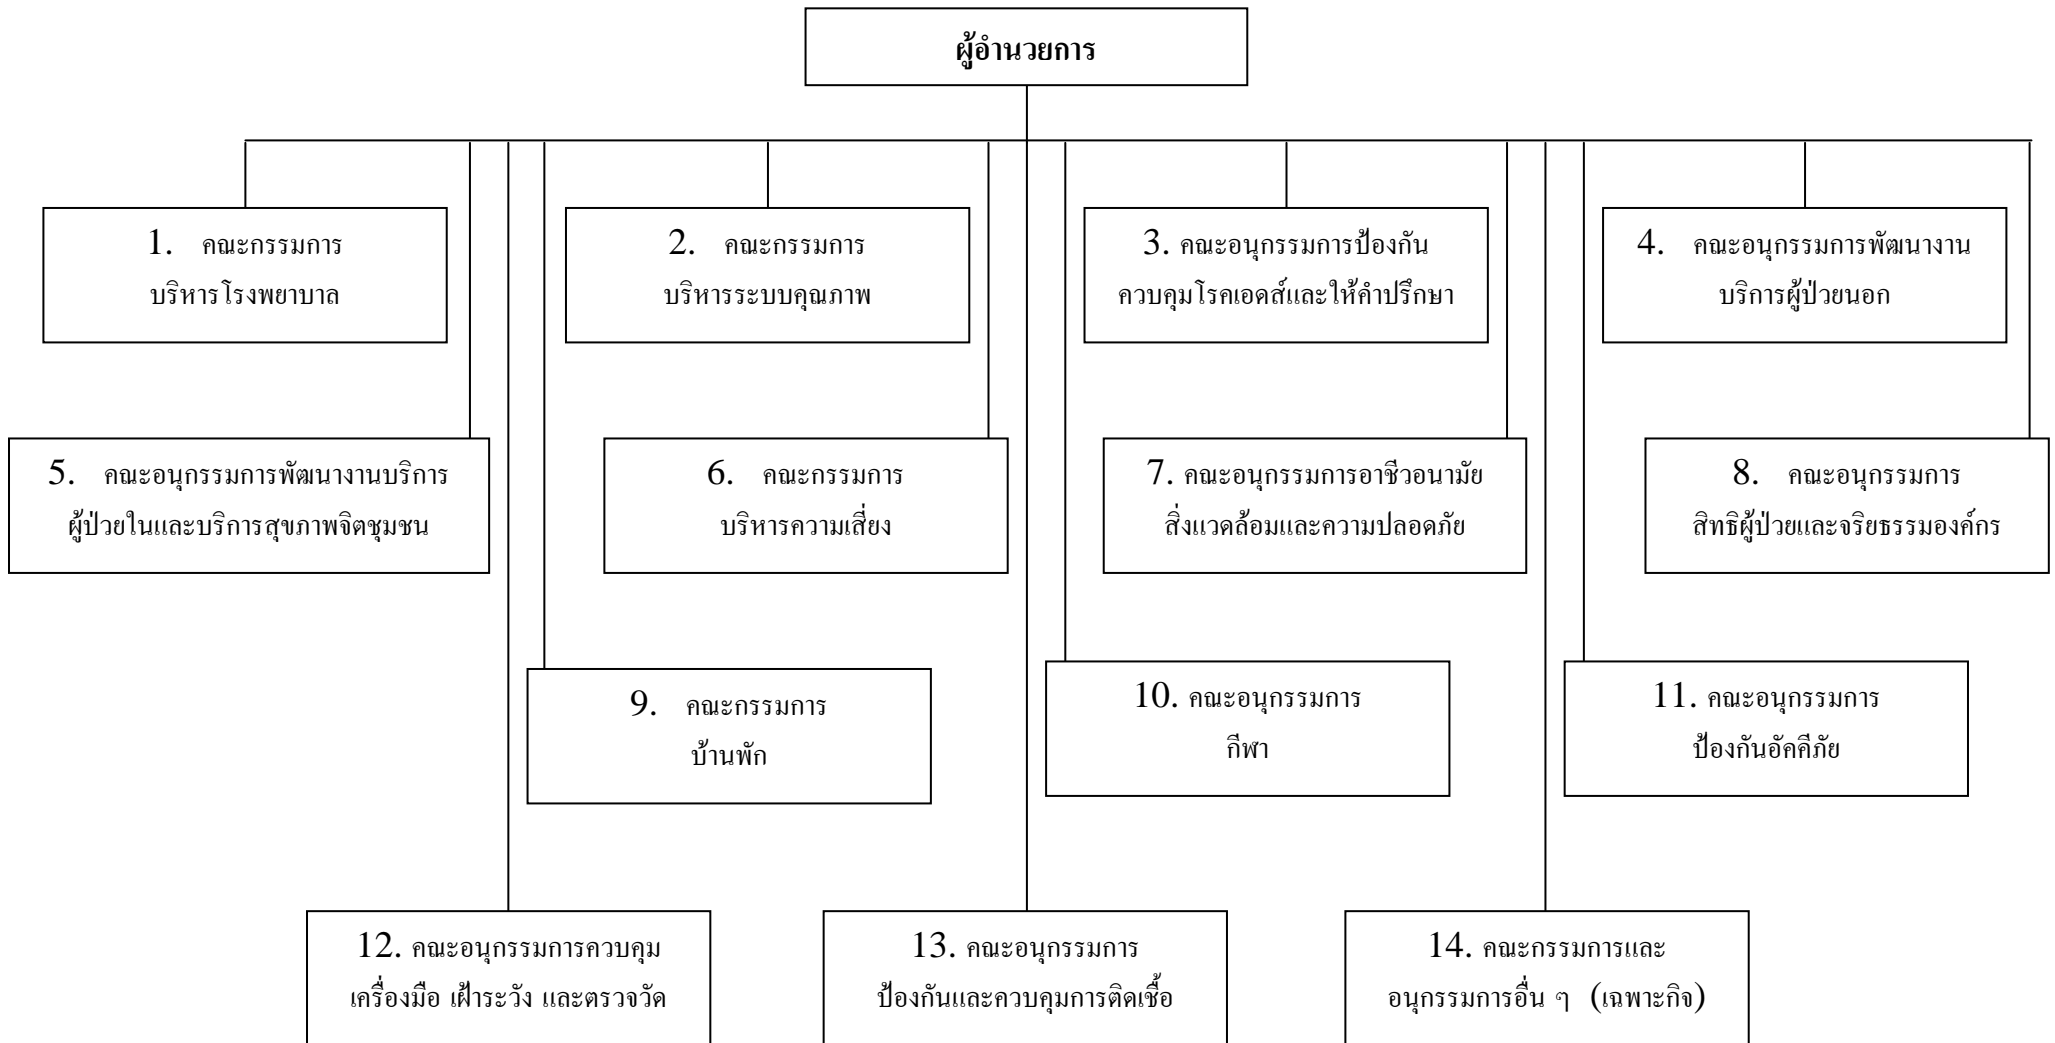 ผู้อำนวยการ
1. คณะกรรมการ
บริหารโรงพยาบาล
2. คณะกรรมการ
บริหารระบบคุณภาพ
3. คณะอนุกรรมการป้องกัน
ควบคุมโรคเอดส์และให้คำปรึกษา
4. คณะอนุกรรมการพัฒนางาน
บริการผู้ป่วยนอก
5. คณะอนุกรรมการพัฒนางานบริการ
ผู้ป่วยในและบริการสุขภาพจิตชุมชน
6. คณะกรรมการ
บริหารความเสี่ยง
7. คณะอนุกรรมการอาชีวอนามัย
สิ่งแวดล้อมและความปลอดภัย
8. คณะอนุกรรมการ
สิทธิผู้ป่วยและจริยธรรมองค์กร
9. คณะกรรมการ
บ้านพัก
10. คณะอนุกรรมการ
กีฬา
11. คณะอนุกรรมการ
ป้องกันอัคคีภัย
12. คณะอนุกรรมการควบคุม
เครื่องมือ เฝ้าระวัง และตรวจวัด
13. คณะอนุกรรมการ
ป้องกันและควบคุมการติดเชื้อ
14. คณะกรรมการและ
อนุกรรมการอื่น ๆ (เฉพาะกิจ)